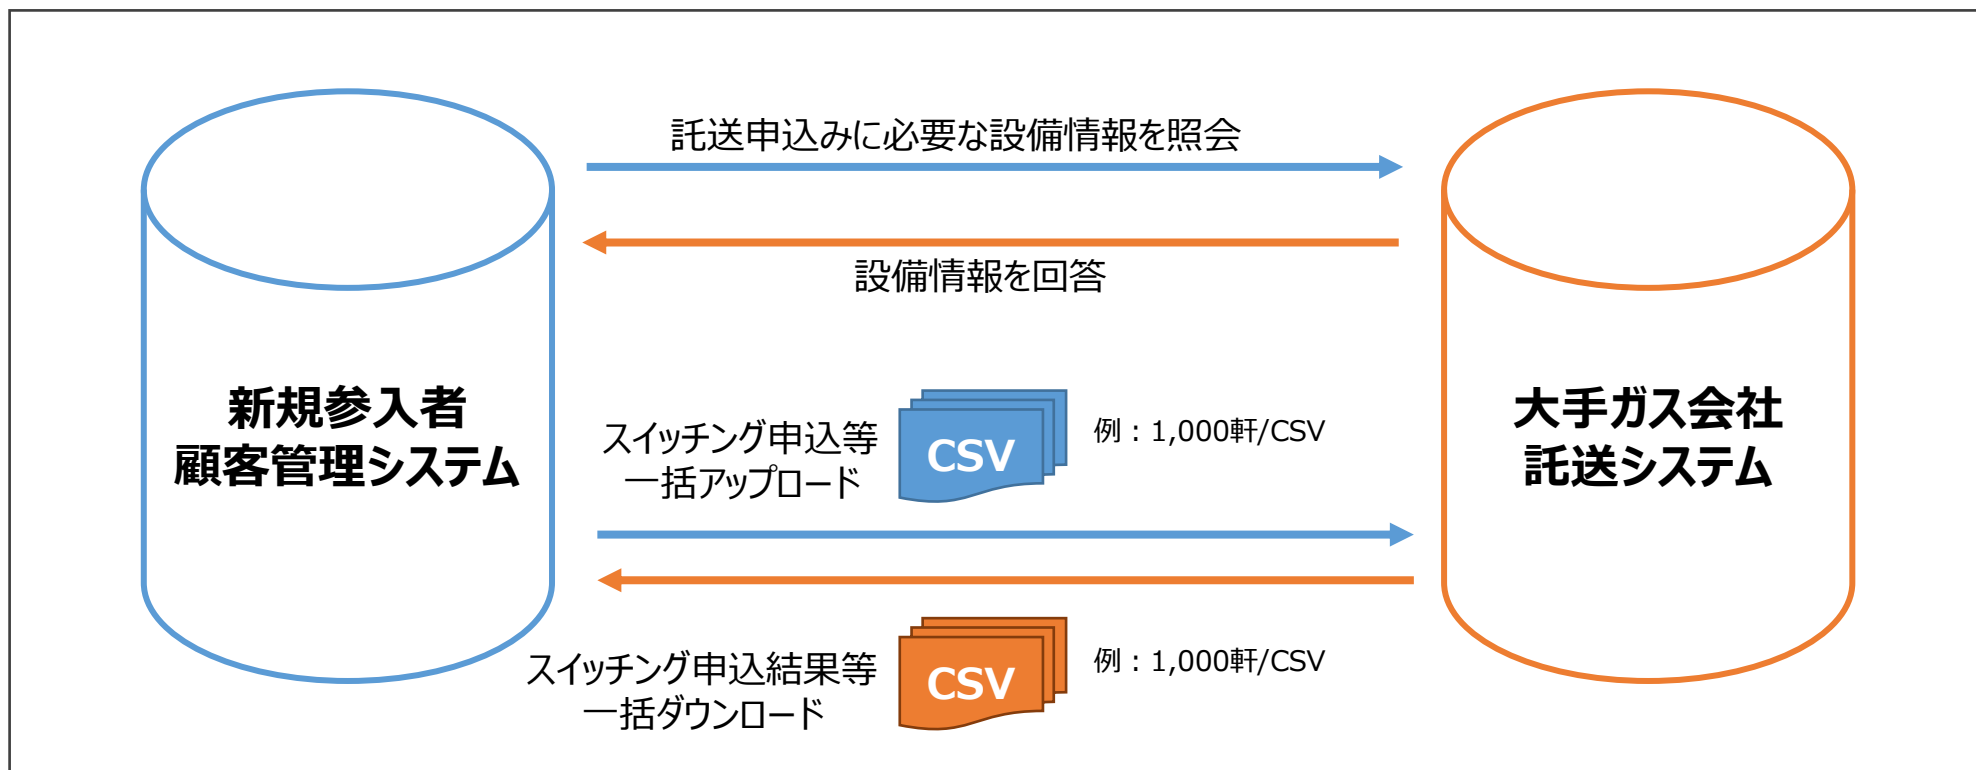 託送申込みに必要な設備情報を照会
設備情報を回答
新規参入者
顧客管理システム
スイッチング申込等
一括アップロード
CSV
例：1,000軒/CSV
大手ガス会社
託送システム
スイッチング申込結果等
一括ダウンロード
CSV
例：1,000軒/CSV